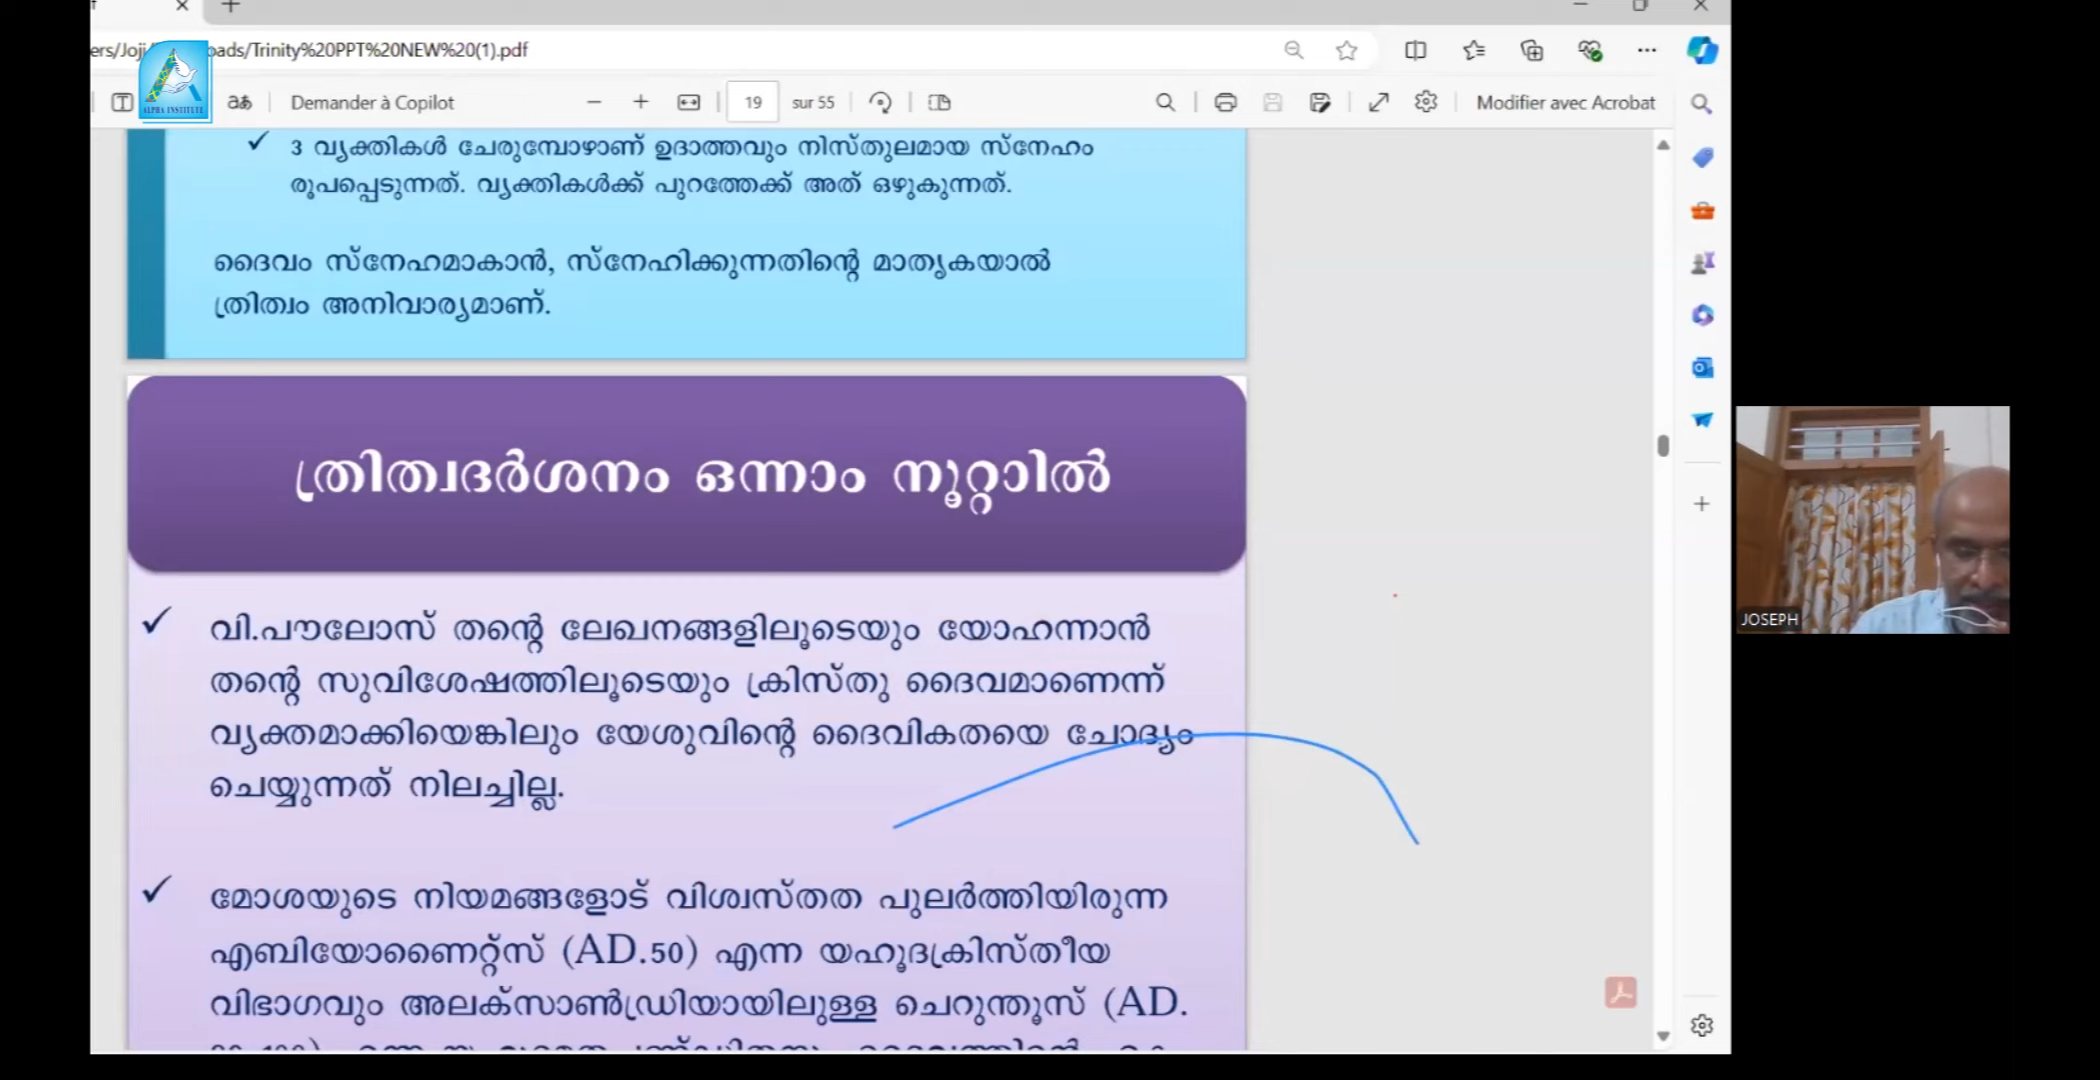 ers/Joji/ oads/Trinity%20PPT%20NEW%20(1).pdf
ALPHA INSTITUTE
Demander à Copilot
19 sur 55
Modifier avec Acrobat
3 വ്യക്തികൾ ചേരുമ്പോഴാണ് ഉദാത്തവും നിസ്തുലമായ സ്നേഹം
രൂപപ്പെടുന്നത്. വ്യക്തികൾക്ക് പുറത്തേക്ക് അത് ഒഴുകുന്നത്.
ദൈവം സ്നേഹമാകാൻ, സ്നേഹിക്കുന്നതിന്റെ മാതൃകയാൽ
ത്രിത്വം അനിവാര്യമാണ്.
ത്രിത്വദർശനം ഒന്നാം നൂറ്റാിൽ
വി.പൗലോസ് തന്റെ ലേഖനങ്ങളിലൂടെയും യോഹന്നാൻ
തന്റെ സുവിശേഷത്തിലൂടെയും ക്രിസ്തു ദൈവമാണെന്ന്
വ്യക്തമാക്കിയെങ്കിലും യേശുവിന്റെ ദൈവികതയെ ചോദ്യം
ചെയ്യുന്നത് നിലച്ചില്ല.
മോശയുടെ നിയമങ്ങളോട് വിശ്വസ്തത പുലർത്തിയിരുന്ന
എബിയോണൈറ്റ്സ് (AD.50) എന്ന യഹൂദക്രിസ്തീയ
വിഭാഗവും അലക്സാൺഡ്രിയായിലുള്ള ചെറുന്തൂസ് (AD.
JOSEPH